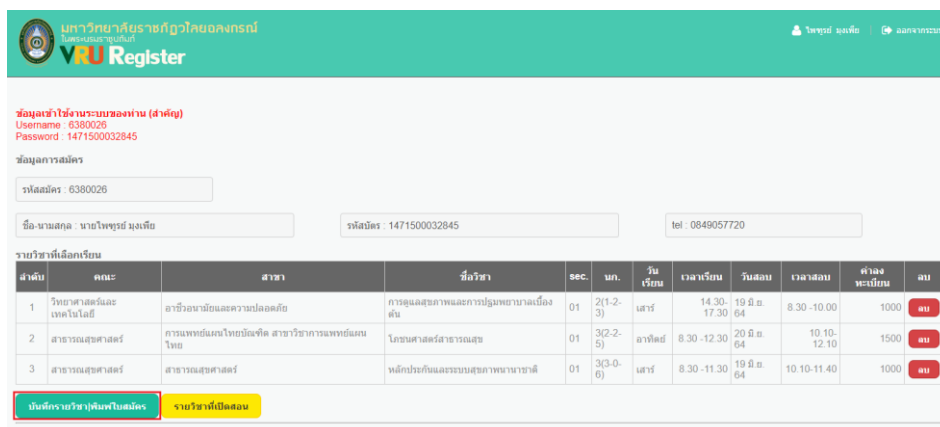 มหาวิทยาลัยราชภัฏวไลยอลงกรณ์
ในพระบรมราชูปถัมภ์
VRU Register
ไพฑูรย์ มุงเพีย
ออกจากระบบ
ข้อมูลเข้าใช้งานระบบของท่าน (สำคัญ)
Username : 6380026
Password : 1471500032845
ข้อมูลการสมัคร
รหัสสมัคร : 6380026
ชื่อ-นามสกุล : นายไพฑูรย์ มุงเพีย
รหัสบัตร : 1471500032845
tel : 0849057720
รายวิชาที่เลือกเรียน
ลำดับ คณะ สาขา ชื่อวิชา sec. นก. วันเรียน เวลาเรียน วันสอบ เวลาสอบ ค่าลงทะเบียน ลบ
1 วิทยาศาสตร์และเทคโนโลยี อาชีวอนามัยและความปลอดภัย การดูแลสุขภาพและการปฐมพยาบาลเบื้องต้น 01 2(1-2-3) เสาร์ 14.30-17.30 19 มิ.ย. 64 8.30 -10.00 1000 ลบ
2 สาธารณสุขศาสตร์ การแพทย์แผนไทยบัณฑิต สาขาวิชาการแพทย์แผนไทย โภชนศาสตร์สาธารณสุข 01 3(2-2-5) อาทิตย์ 8.30 -12.30 20 มิ.ย. 64 10.10-12.10 1500 ลบ
3 สาธารณสุขศาสตร์ สาธารณสุขศาสตร์ หลักประกันและระบบสุขภาพนานาชาติ 01 3(3-0-6) เสาร์ 8.30 -11.30 19 มิ.ย. 64 10.10-11.40 1000 ลบ
บันทึกรายวิชา|พิมพ์ใบสมัคร
รายวิชาที่เปิดสอน